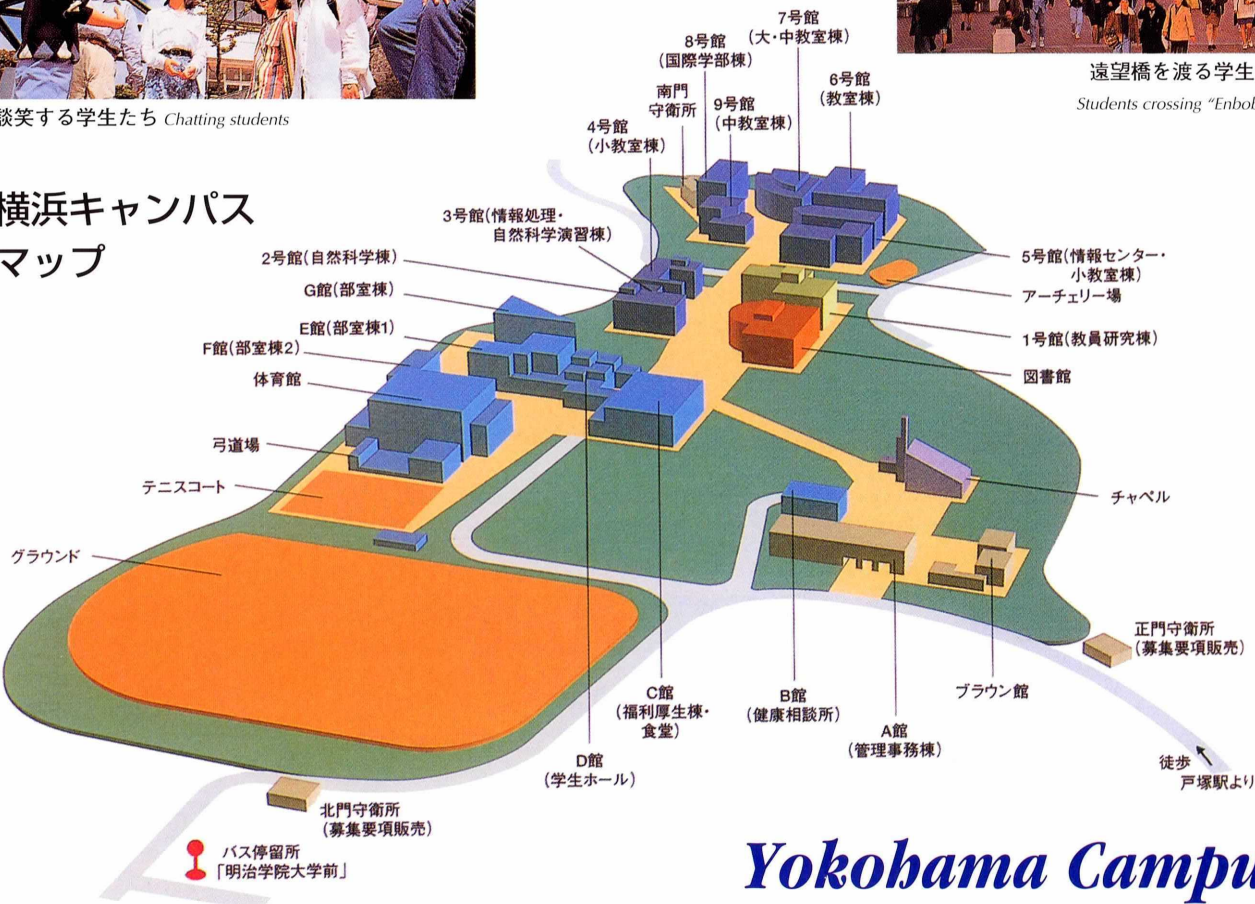 談笑する学生たち Chatting students
遠望橋を渡る学生
Students crossing
横浜キャンパス
マップ
7号館
(大・中教室棟)
8号館
(国際学部棟)
6号館
(教室棟)
南門
守衛所
9号館
(中教室棟)
4号館
(小教室棟)
3号館(情報処理・
自然科学演習棟)
2号館(自然科学棟)
G館(部室棟)
E館(部室棟1)
F館(部室棟2)
体育館
弓道場
テニスコート
グラウンド
5号館(情報センター・
小教室棟)
アーチェリー場
1号館(教員研究棟)
図書館
チャペル
正門守衛所
(募集要項販売)
ブラウン館
B館
(健康相談所)
A館
(管理事務棟)
C館
(福利厚生棟・
食堂)
D館
(学生ホール)
徒歩
戸塚駅より
北門守衛所
(募集要項販売)
バス停留所
「明治学院大学前」
Yokohama Campu